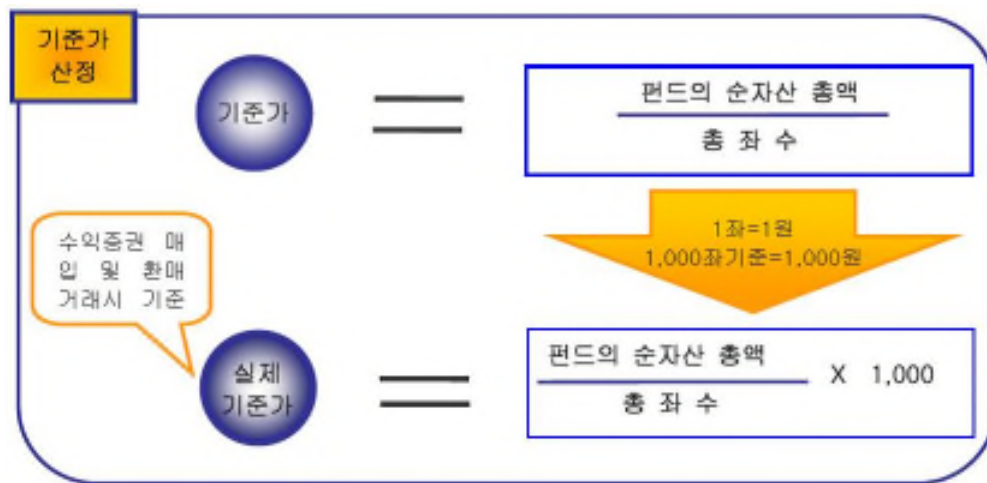 기준가
산정
기준가
펀드의 순자산 총액
총 좌 수
1좌=1원
1,000좌기준=1,000원
수익증권 매
입 및 환매
거래시 기준
실제
기준가
펀드의 순자산 총액
총 좌 수
X 1,000